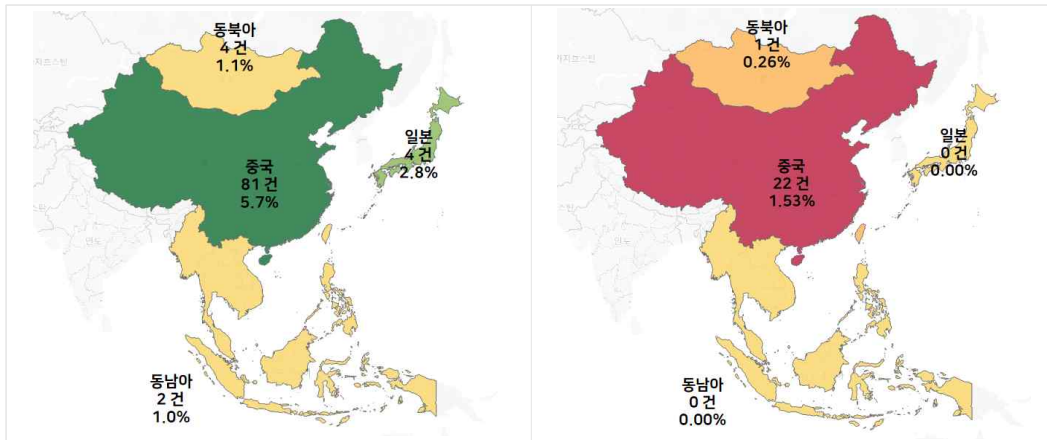 동북아
4 건
1.1%
일본
4 건
2.8%
중국
81 건
5.7%
동남아
2 건
1.0%
동북아
1 건
0.26%
일본
0 건
0.00%
중국
22 건
1.53%
동남아
0 건
0.00%
인도